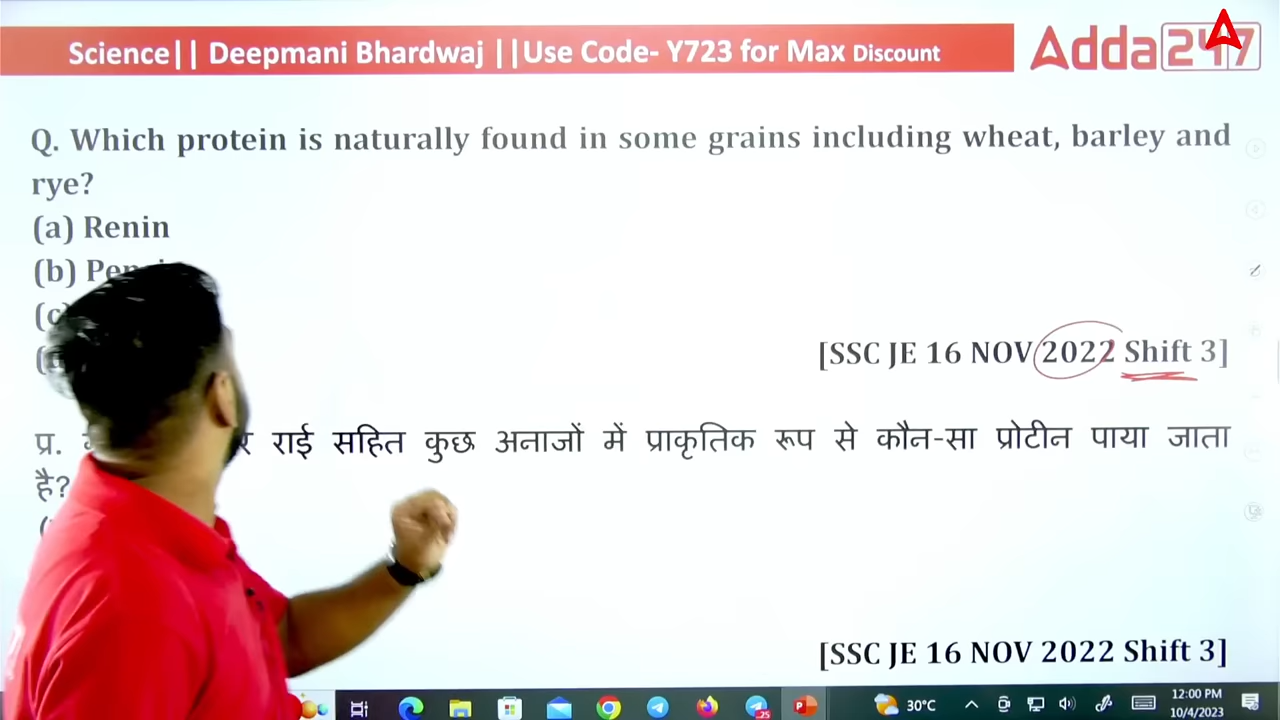 Science|| Deepmani Bhardwaj ||Use Code- Y723 for Max Discount
Adda 247
Q. Which protein is naturally found in some grains including wheat, barley and
rye?
(a) Renin
(b)
[SSC JE 16 NOV 2022 Shift 3]
प्र. राई सहित कुछ अनाजों में प्राकृतिक रूप से कौन-सा प्रोटीन पाया जाता
है?
[SSC JE 16 NOV 2022 Shift 3]
30°C
12:00 PM
10/4/2023